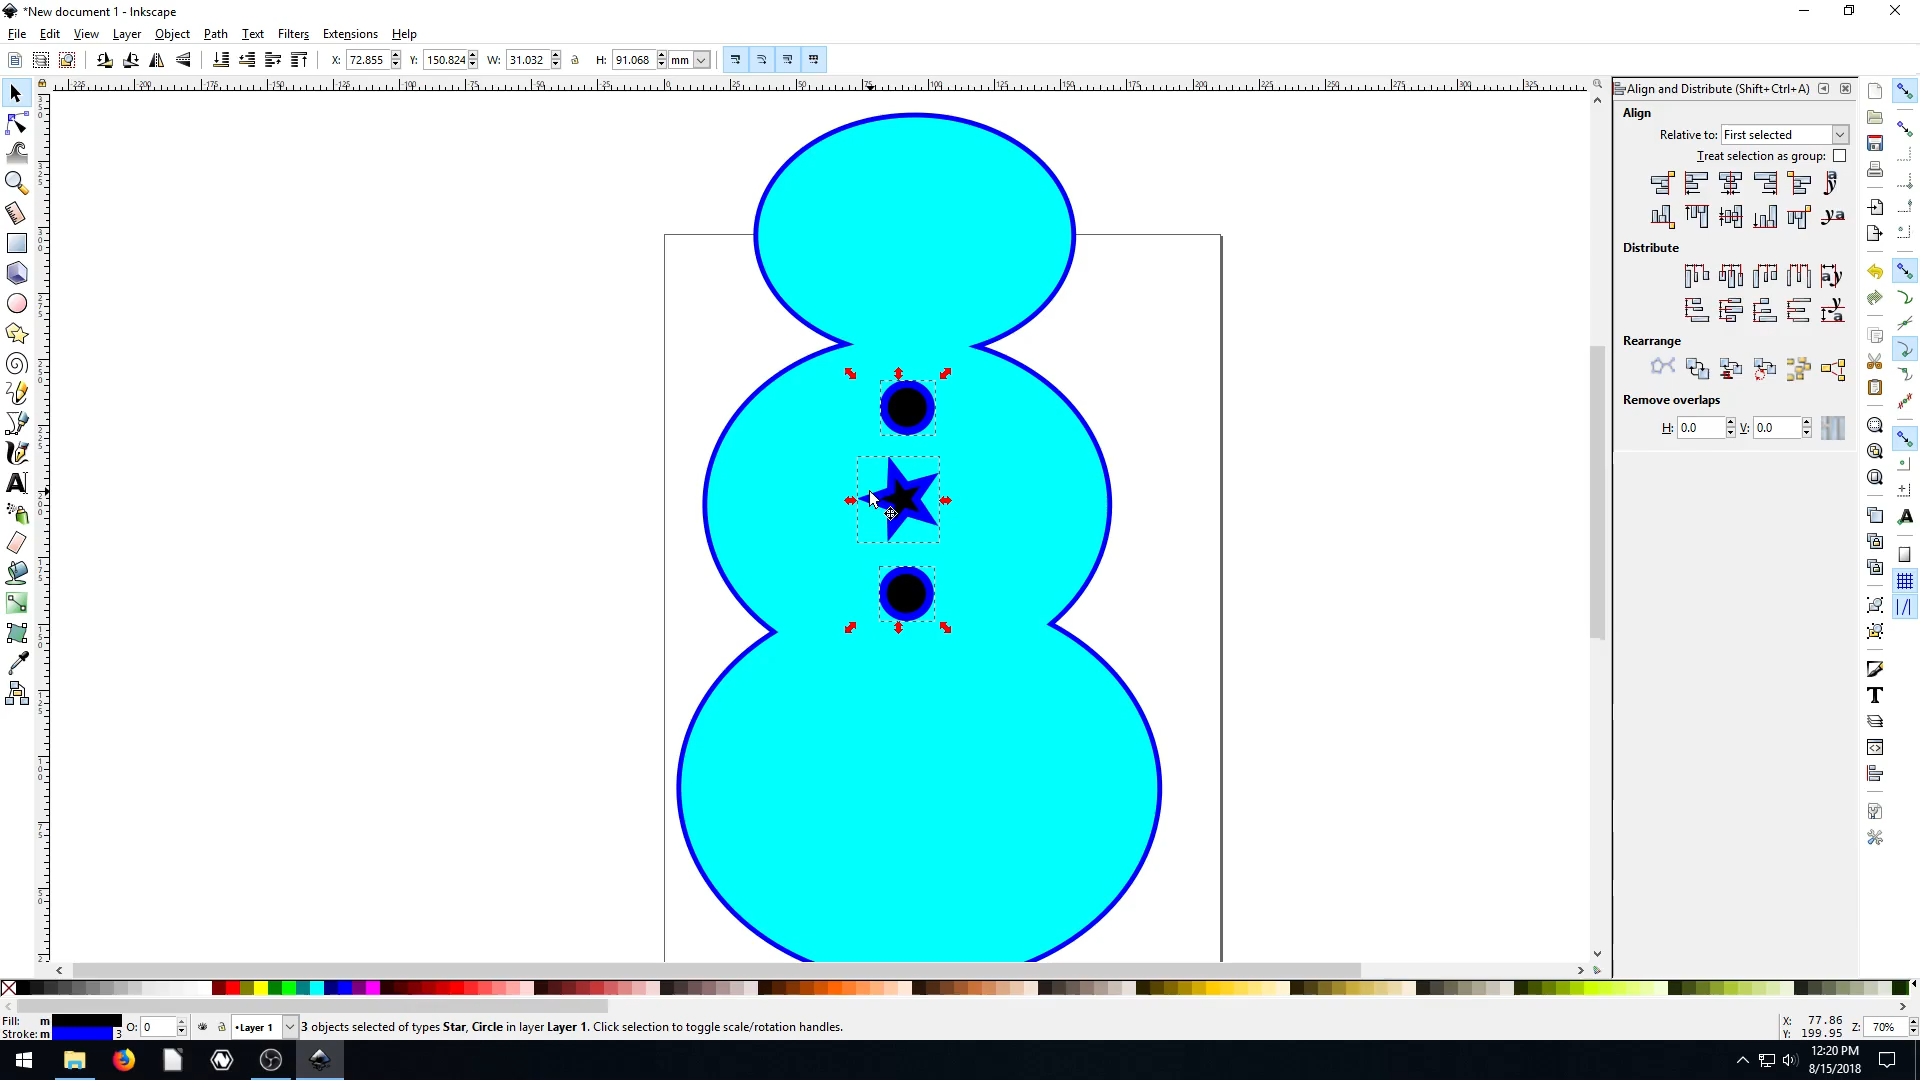 *New document 1 - Inkscape
File Edit View Layer Object Path Text Filters Extensions Help
X: 72.855 Y: 150.824 W: 31.032 H: 91.068 mm
Align and Distribute (Shift+Ctrl+A)
Align
Relative to: First selected
Treat selection as group:
Distribute
Rearrange
Remove overlaps
H: 0.0 V: 0.0
Fill: m
Stroke: m 3
O: 0
•Layer 1
3 objects selected of types Star, Circle in layer Layer 1. Click selection to toggle scale/rotation handles.
X: 77.86
Y: 199.95
Z: 70%
12:20 PM
8/15/2018